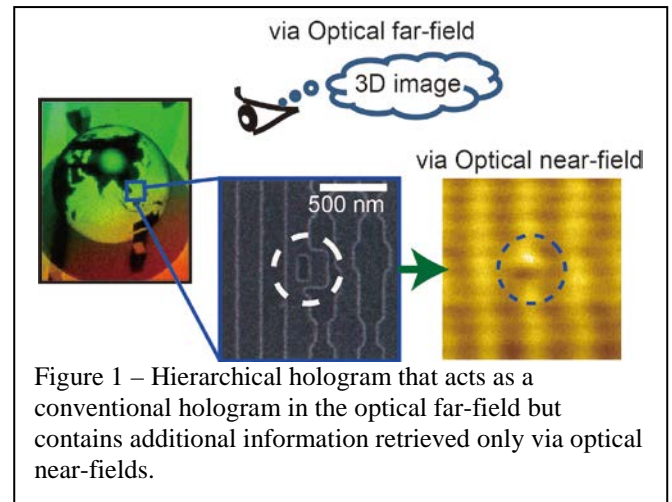 via Optical far-field
3D image
via Optical near-field
500 nm
Figure 1 – Hierarchical hologram that acts as a
conventional hologram in the optical far-field but
contains additional information retrieved only via optical
near-fields.